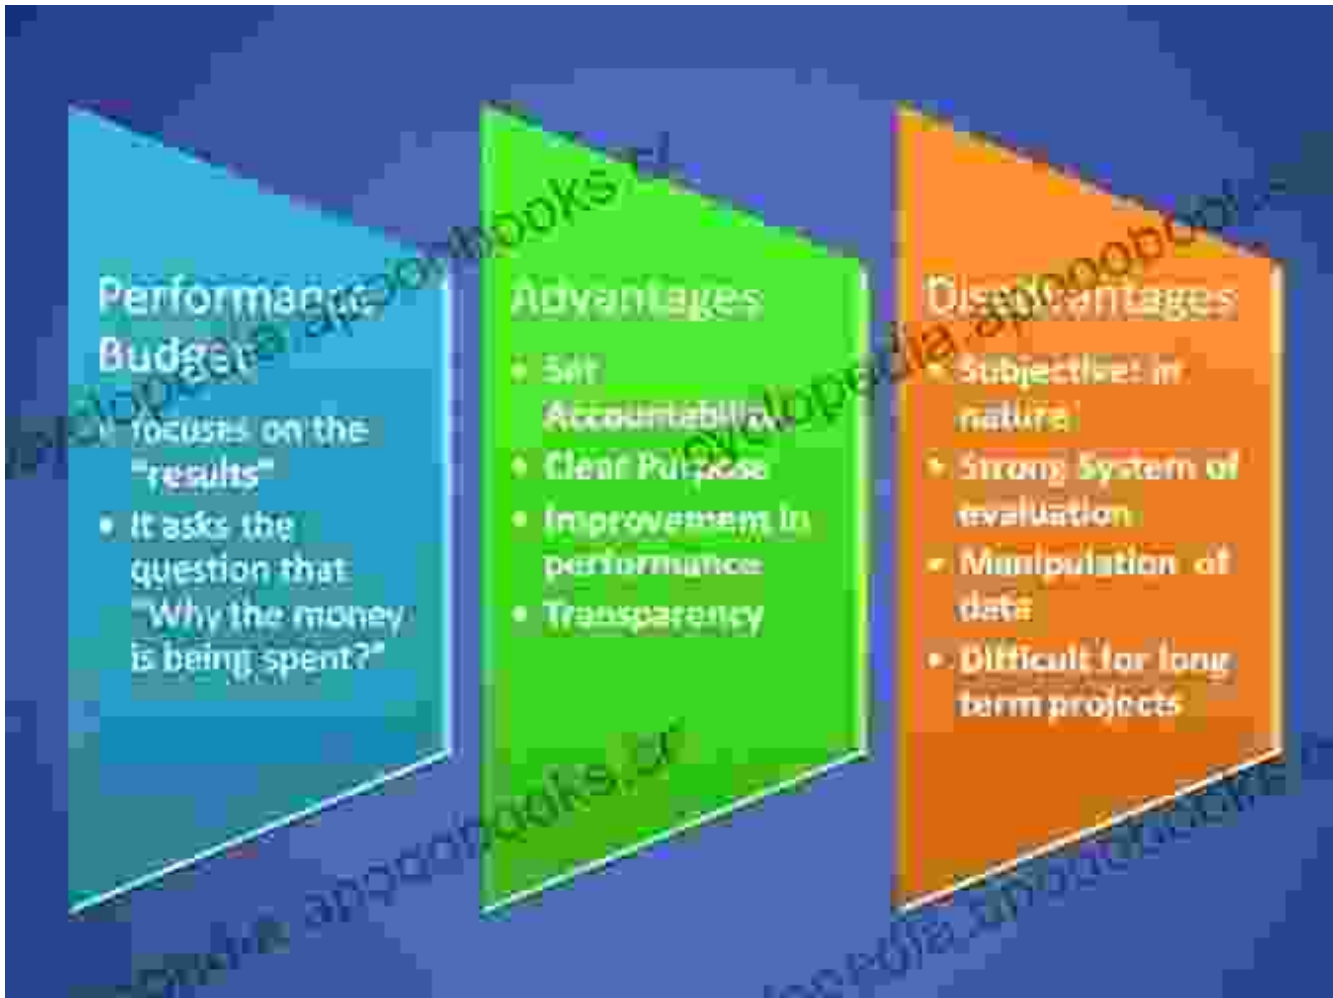 Performance
Budget
focuses on the
"results"
• It asks the
question that
"Why the money
is being spent?"
Advantages
• Set
Accountability
• Clear Purpose
• Improvement in
performance
• Transparency
Disadvantages
• Subjective: in
nature
• Strong System of
evaluation
• Manipulation of
data
• Difficult for long
term projects